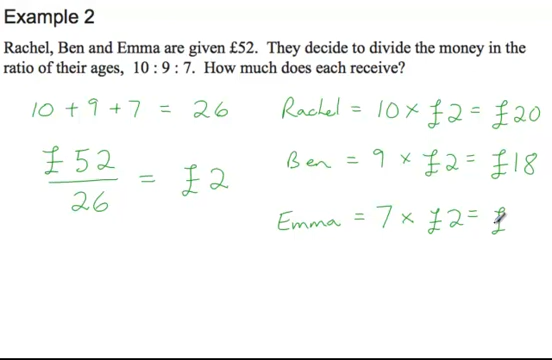 Example 2
Rachel, Ben and Emma are given £52. They decide to divide the money in the
ratio of their ages, 10 : 9 : 7. How much does each receive?
10 + 9 + 7 = 26
£52
26
= £2
Rachel = 10 × £2 = £20
Ben = 9 × £2 = £18
Emma = 7 × £2 = £